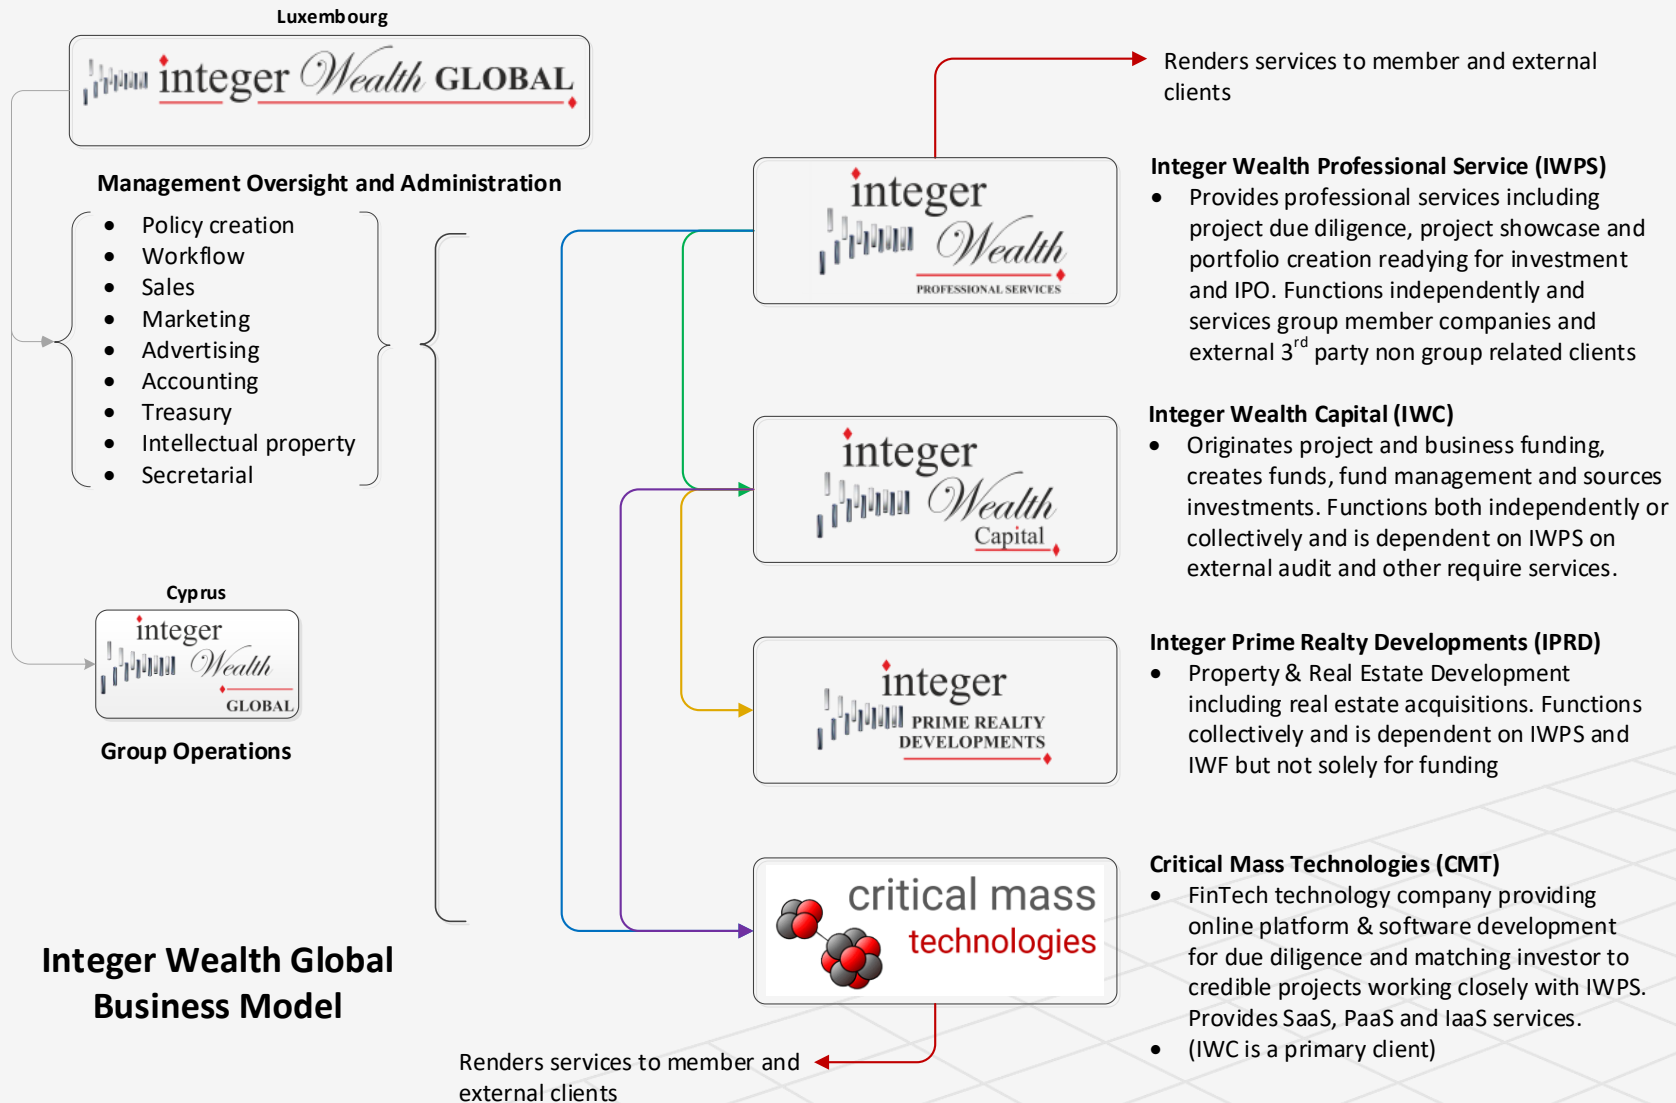 Luxembourg
integer Wealth GLOBAL
Management Oversight and Administration
• Policy creation
• Workflow
• Sales
• Marketing
• Advertising
• Accounting
• Treasury
• Intellectual property
• Secretarial
Cyprus
integer
Wealth
GLOBAL
Group Operations
Integer Wealth Global
Business Model
Renders services to member and external
clients
integer
Wealth
PROFESSIONAL SERVICES
Integer Wealth Professional Service (IWPS)
• Provides professional services including
project due diligence, project showcase and
portfolio creation readying for investment
and IPO. Functions independently and
services group member companies and
external 3rd party non group related clients
integer
Wealth
Capital
Integer Wealth Capital (IWC)
• Originates project and business funding,
creates funds, fund management and sources
investments. Functions both independently or
collectively and is dependent on IWPS on
external audit and other require services.
integer
PRIME REALTY
DEVELOPMENTS
Integer Prime Realty Developments (IPRD)
• Property & Real Estate Development
including real estate acquisitions. Functions
collectively and is dependent on IWPS and
IWF but not solely for funding
critical mass
technologies
Critical Mass Technologies (CMT)
• FinTech technology company providing
online platform & software development
for due diligence and matching investor to
credible projects working closely with IWPS.
Provides SaaS, PaaS and IaaS services.
• (IWC is a primary client)
Renders services to member and
external clients